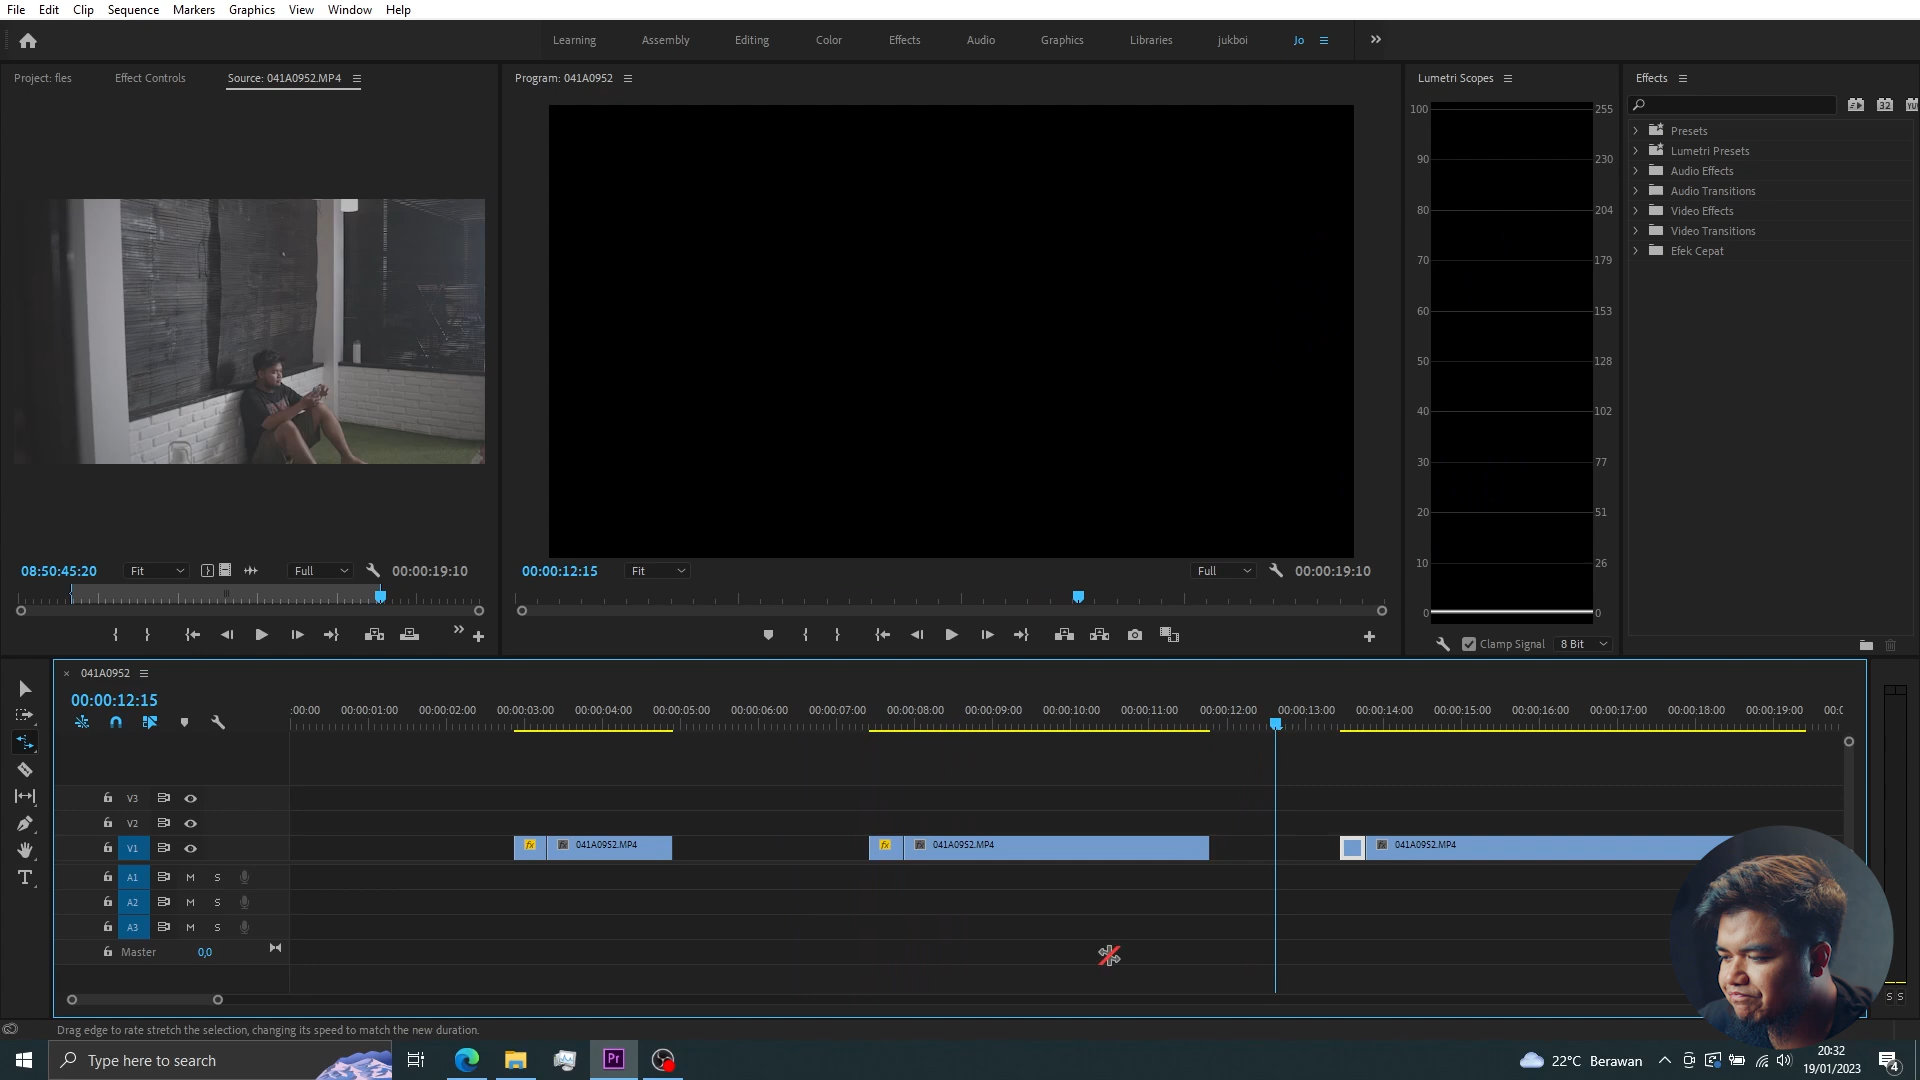 File Edit Clip Sequence Markers Graphics View Window Help
Learning Assembly Editing Color Effects Audio Graphics Libraries jukboi Jo
Project: fles Effect Controls Source: 041A0952.MP4
Program: 041A0952
Lumetri Scopes
Effects
100 255
90 230
80 204
70 179
60 153
50 128
40 102
30 77
20 51
10 26
0 0
Presets
Lumetri Presets
Audio Effects
Audio Transitions
Video Effects
Video Transitions
Efek Cepat
08:50:45:20 Fit Full 00:00:19:10
00:00:12:15 Fit Full 00:00:19:10
Clamp Signal 8 Bit
041A0952
00:00:12:15
:00:00 00:00:01:00 00:00:02:00 00:00:03:00 00:00:04:00 00:00:05:00 00:00:06:00 00:00:07:00 00:00:08:00 00:00:09:00 00:00:10:00 00:00:11:00 00:00:12:00 00:00:13:00 00:00:14:00 00:00:15:00 00:00:16:00 00:00:17:00 00:00:18:00 00:00:19:00 00:0
V3
V2
V1 fx fx 041A0952.MP4 fx fx 041A0952.MP4 fx 041A0952.MP4
A1 M S
A2 M S
A3 M S
Master 0,0
S S
Drag edge to rate stretch the selection, changing its speed to match the new duration.
Type here to search
Pr
22°C Berawan
20:32
19/01/2023
4